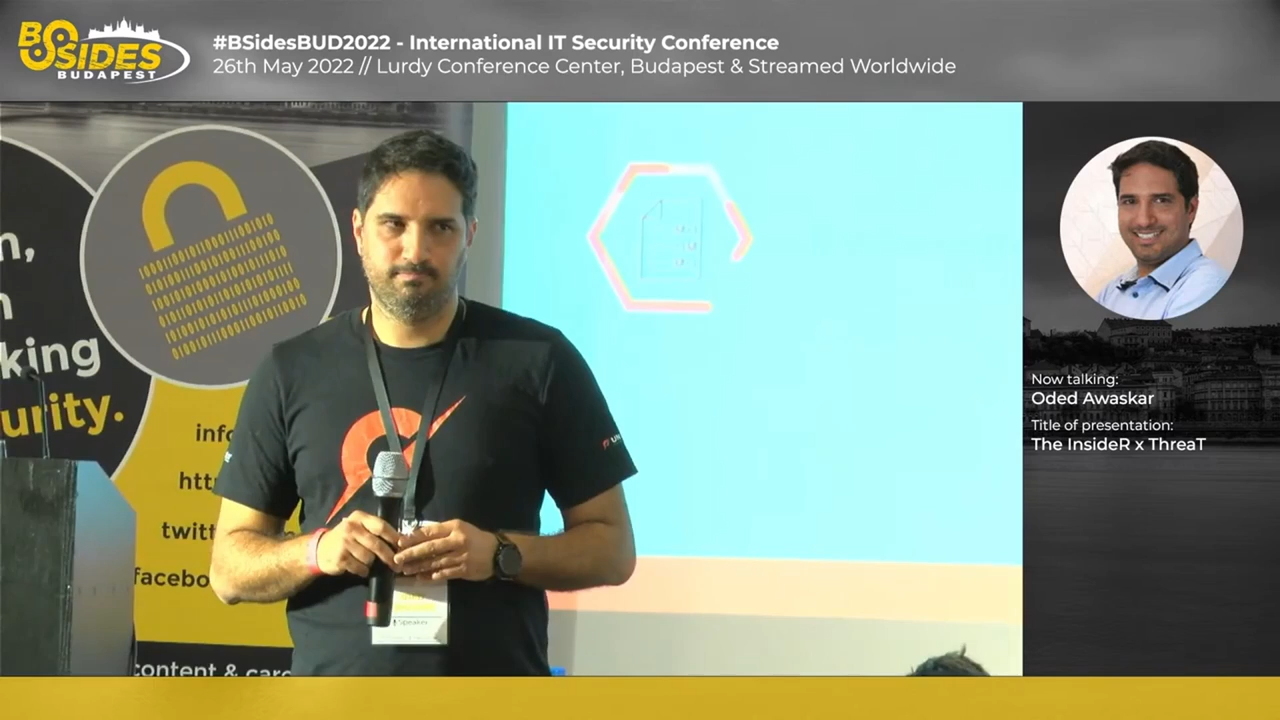 BSIDES
BUDAPEST
#BSidesBUD2022 - International IT Security Conference
26th May 2022 // Lurdy Conference Center, Budapest & Streamed Worldwide
king
urity.
info
http
twitt
facebo
content & care
Speaker
Now talking:
Oded Awaskar
Title of presentation:
The InsideR x ThreaT